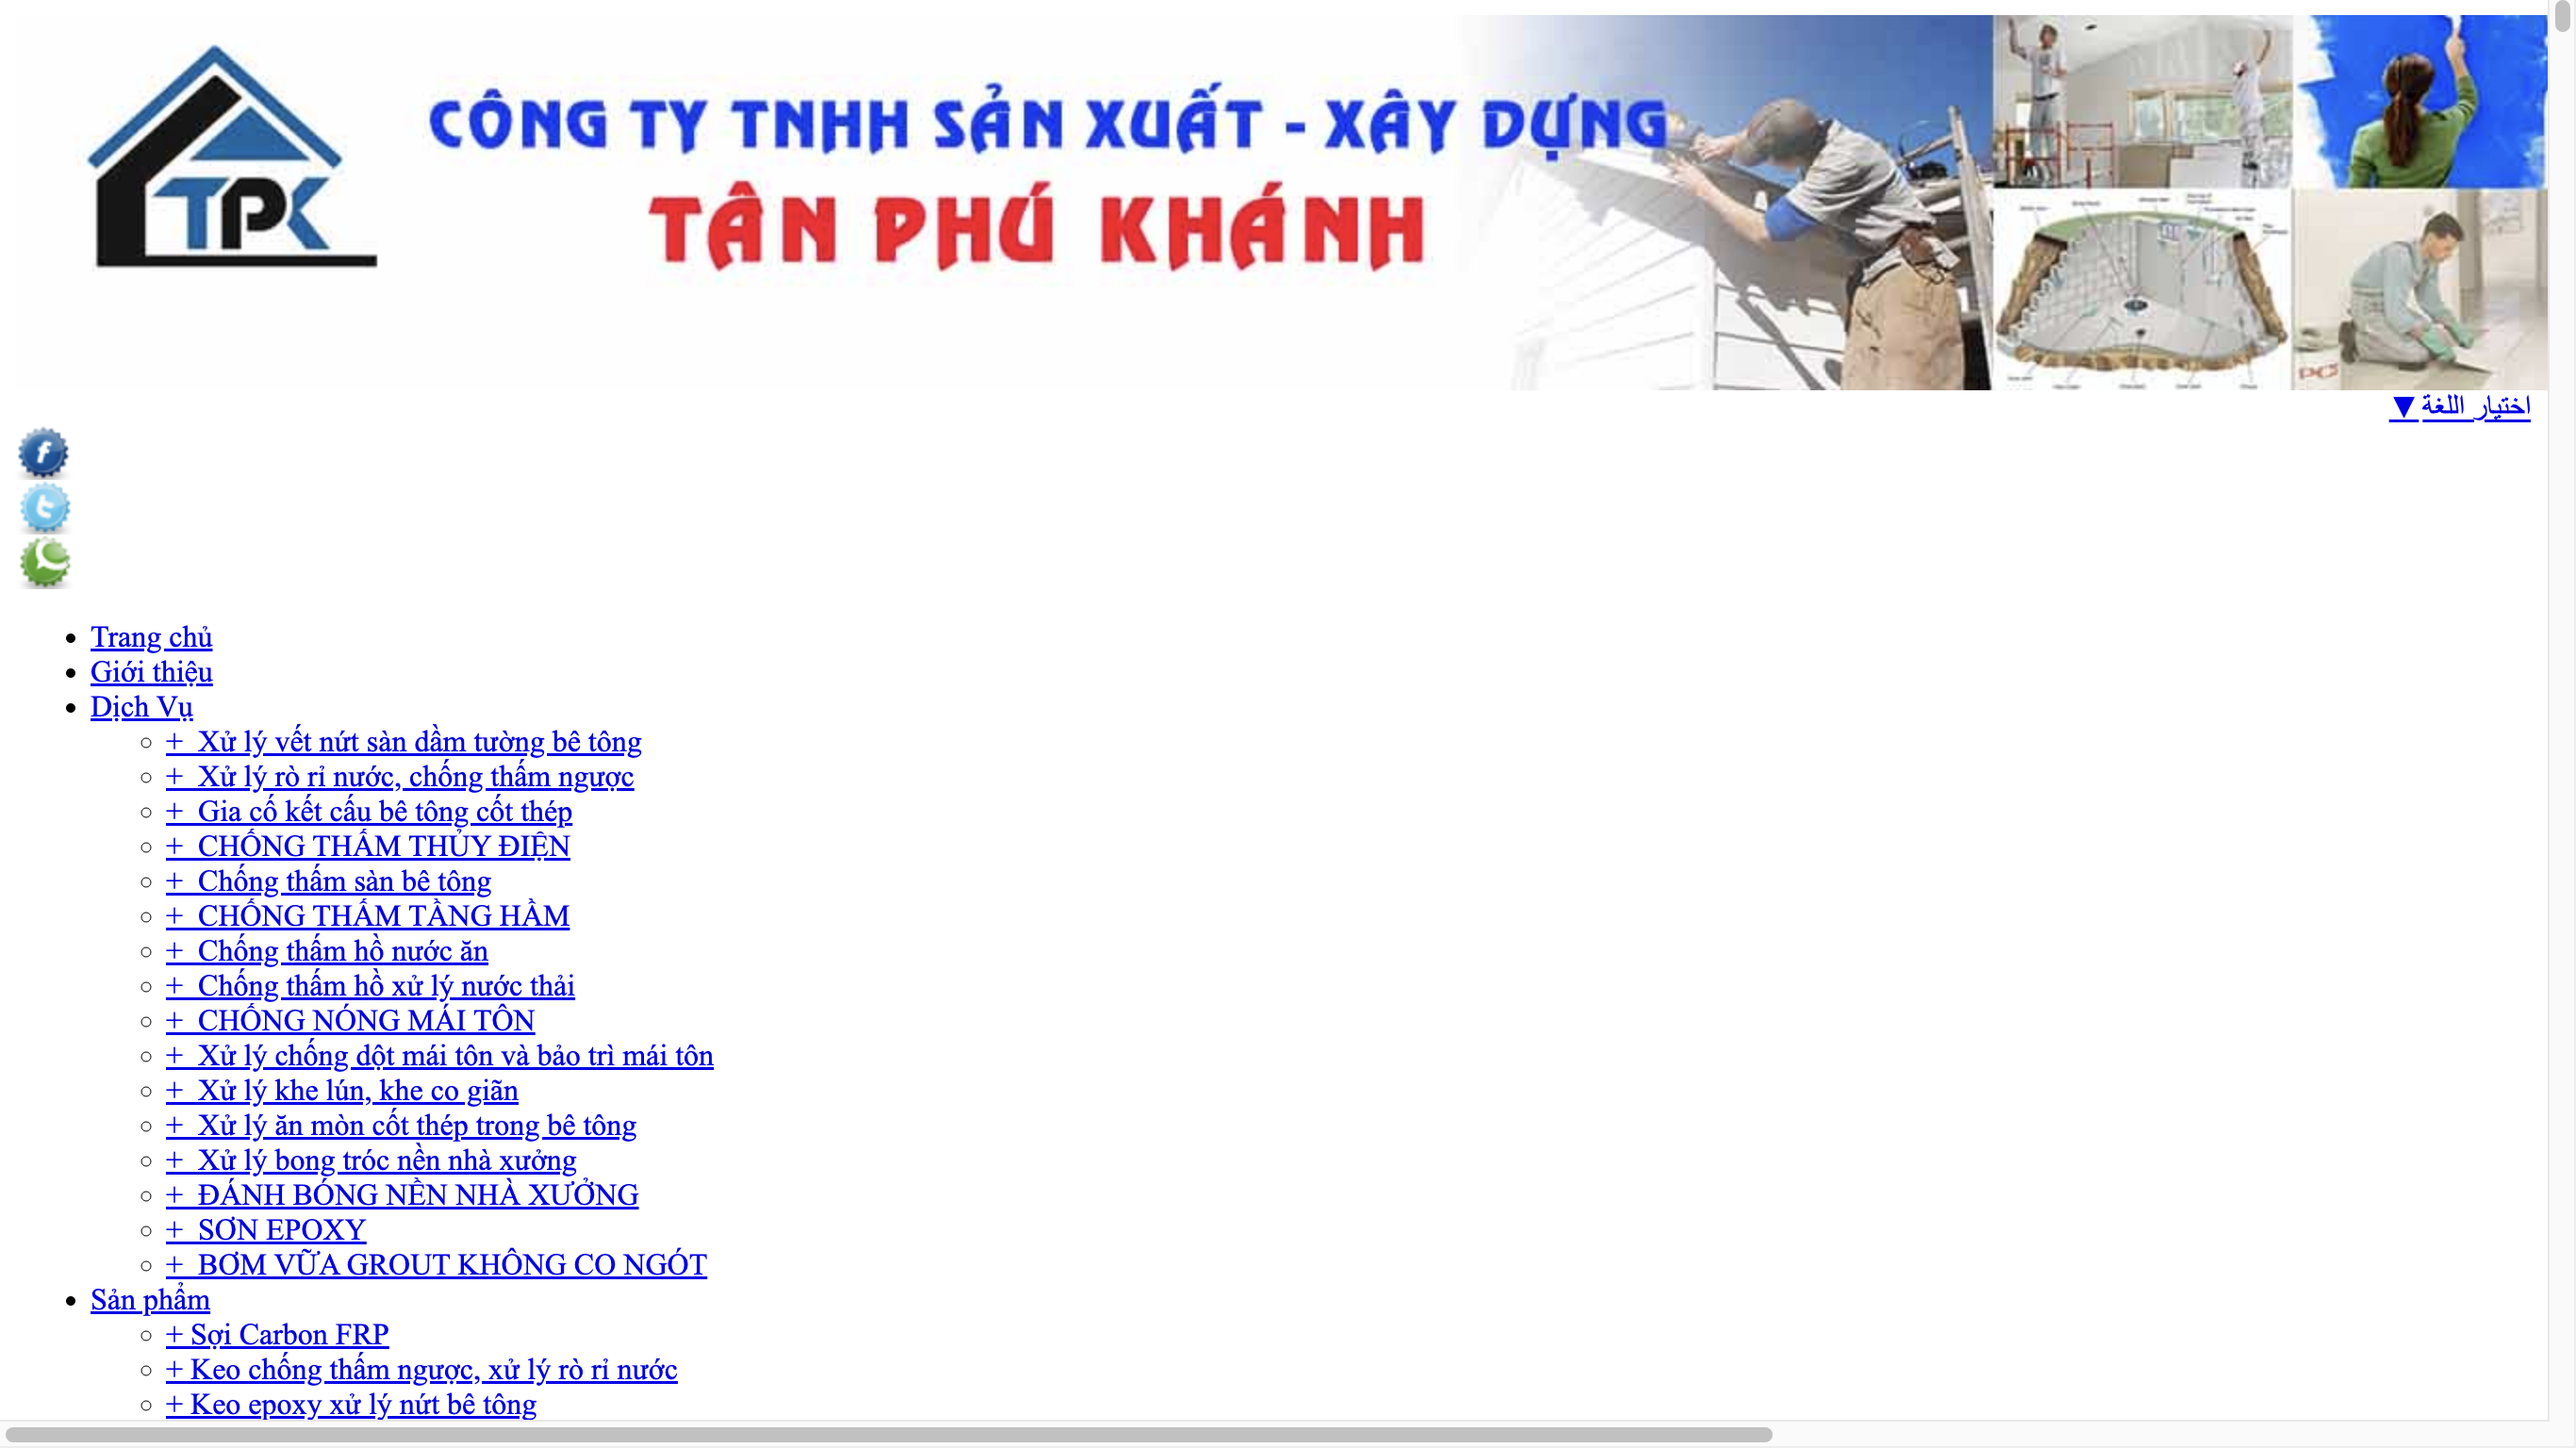 CÔNG TY TNHH SẢN XUẤT - XÂY DỰNG
TPK
TÂN PHÚ KHÁNH
اختيار اللغة ▼
Trang chủ
Giới thiệu
Dịch Vụ
+ Xử lý vết nứt sàn dầm tường bê tông
+ Xử lý rò rỉ nước, chống thấm ngược
+ Gia cố kết cấu bê tông cốt thép
+ CHỐNG THẤM THỦY ĐIỆN
+ Chống thấm sàn bê tông
+ CHỐNG THẤM TẦNG HẦM
+ Chống thấm hồ nước ăn
+ Chống thấm hồ xử lý nước thải
+ CHỐNG NÓNG MÁI TÔN
+ Xử lý chống dột mái tôn và bảo trì mái tôn
+ Xử lý khe lún, khe co giãn
+ Xử lý ăn mòn cốt thép trong bê tông
+ Xử lý bong tróc nền nhà xưởng
+ ĐÁNH BÓNG NỀN NHÀ XƯỞNG
+ SƠN EPOXY
+ BƠM VỮA GROUT KHÔNG CO NGÓT
Sản phẩm
+ Sợi Carbon FRP
+ Keo chống thấm ngược, xử lý rò rỉ nước
+ Keo epoxy xử lý nứt bê tông